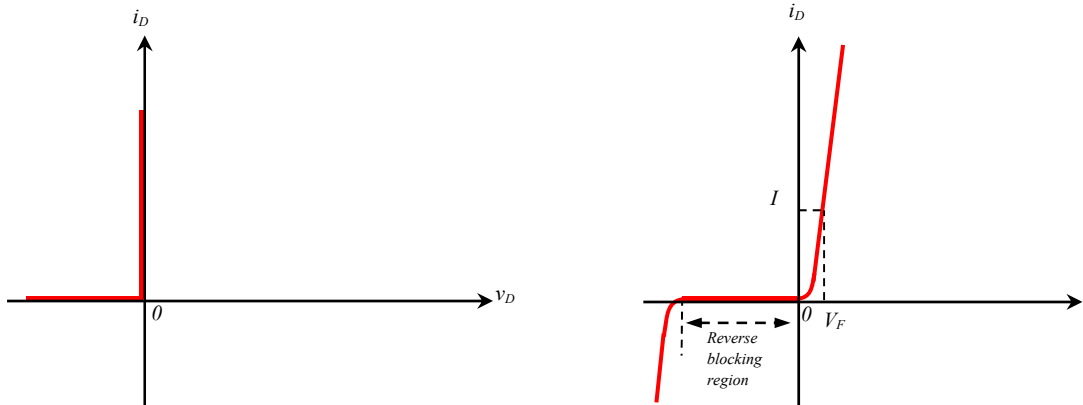 i_D
v_D
0
i_D
I
0
V_F
Reverse
blocking
region